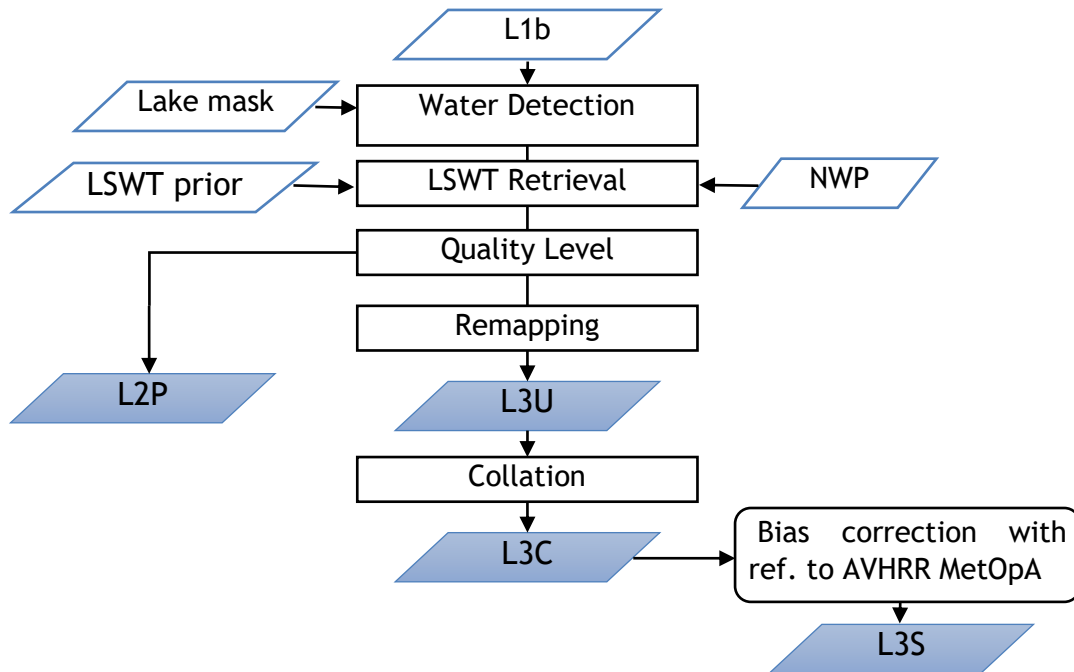 L1b
Lake mask
Water Detection
LSWT prior
LSWT Retrieval
NWP
Quality Level
Remapping
L2P
L3U
Collation
L3C
Bias correction with
ref. to AVHRR MetOpA
L3S